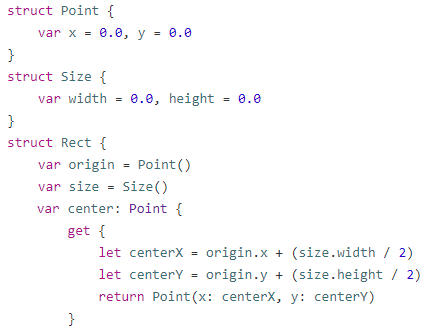 struct Point {
    var x = 0.0, y = 0.0
}
struct Size {
    var width = 0.0, height = 0.0
}
struct Rect {
    var origin = Point()
    var size = Size()
    var center: Point {
        get {
            let centerX = origin.x + (size.width / 2)
            let centerY = origin.y + (size.height / 2)
            return Point(x: centerX, y: centerY)
        }